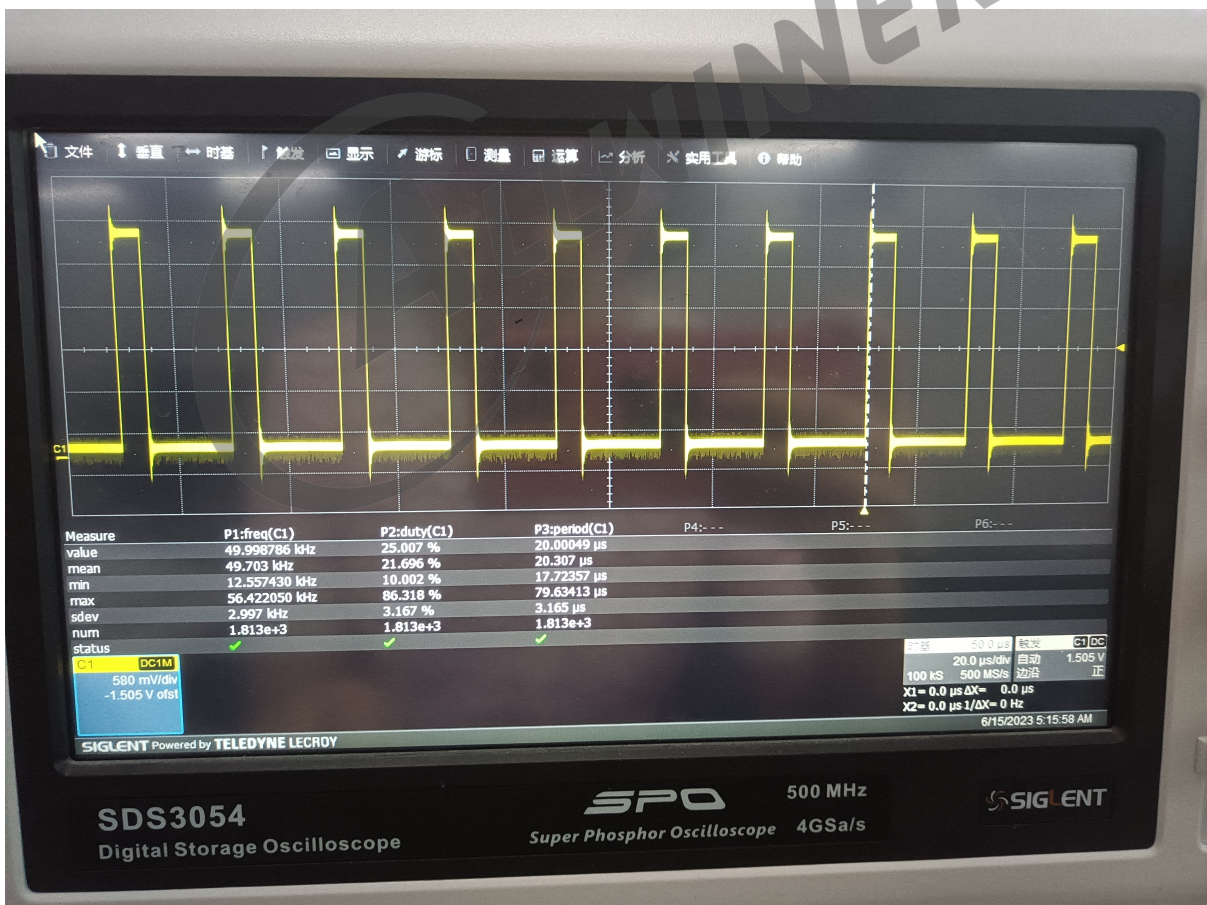 ALLWINNER
文件 垂直 时基 触发 显示 游标 测量 运算 分析 实用工具 帮助
C1
Measure P1:freq(C1) P2:duty(C1) P3:period(C1) P4:- - - P5:- - - P6:- - -
value 49.998786 kHz 25.007 % 20.00049 µs
mean 49.703 kHz 21.696 % 20.307 µs
min 12.557430 kHz 10.002 % 17.72357 µs
max 56.422050 kHz 86.318 % 79.63413 µs
sdev 2.997 kHz 3.167 % 3.165 µs
num 1.813e+3 1.813e+3 1.813e+3
status
C1 DC1M
580 mV/div
-1.505 V ofst
时基 50.0 µs 触发 C1 DC
20.0 µs/div 自动 1.505 V
100 kS 500 MS/s 边沿 正
X1= 0.0 µs ΔX= 0.0 µs
X2= 0.0 µs 1/ΔX= 0 Hz
6/15/2023 5:15:58 AM
SIGLENT Powered by TELEDYNE LECROY
SDS3054
Digital Storage Oscilloscope
SPO
Super Phosphor Oscilloscope
500 MHz
4GSa/s
SIGLENT